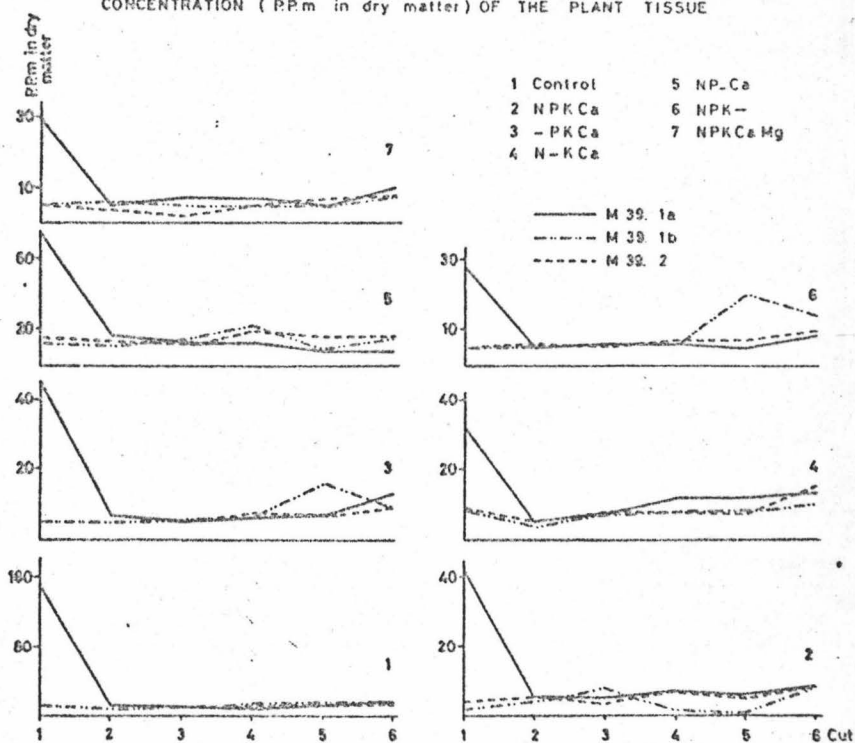 CONCENTRATION (P.P.m in dry matter) OF THE PLANT TISSUE
P.P.m in dry
matter
1 Control
2 NPKCa
3 -PKCa
4 N-KCa
5 NP-Ca
6 NPK-
7 NPKCaMg
M 39. 1a
M 39. 1b
M 39. 2
30
10
7
60
20
5
30
10
6
40
20
3
40
20
4
100
60
1
1 2 3 4 5 6
40
20
2
1 2 3 4 5 6 Cut